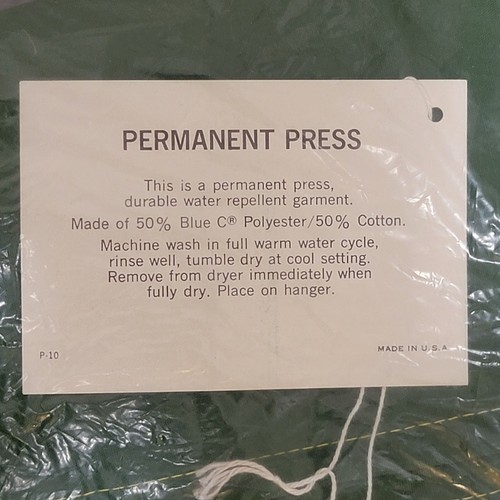 PERMANENT PRESS
This is a permanent press,
durable water repellent garment.
Made of 50% Blue C® Polyester/50% Cotton.
Machine wash in full warm water cycle,
rinse well, tumble dry at cool setting.
Remove from dryer immediately when
fully dry. Place on hanger.
P-10
MADE IN U.S.A